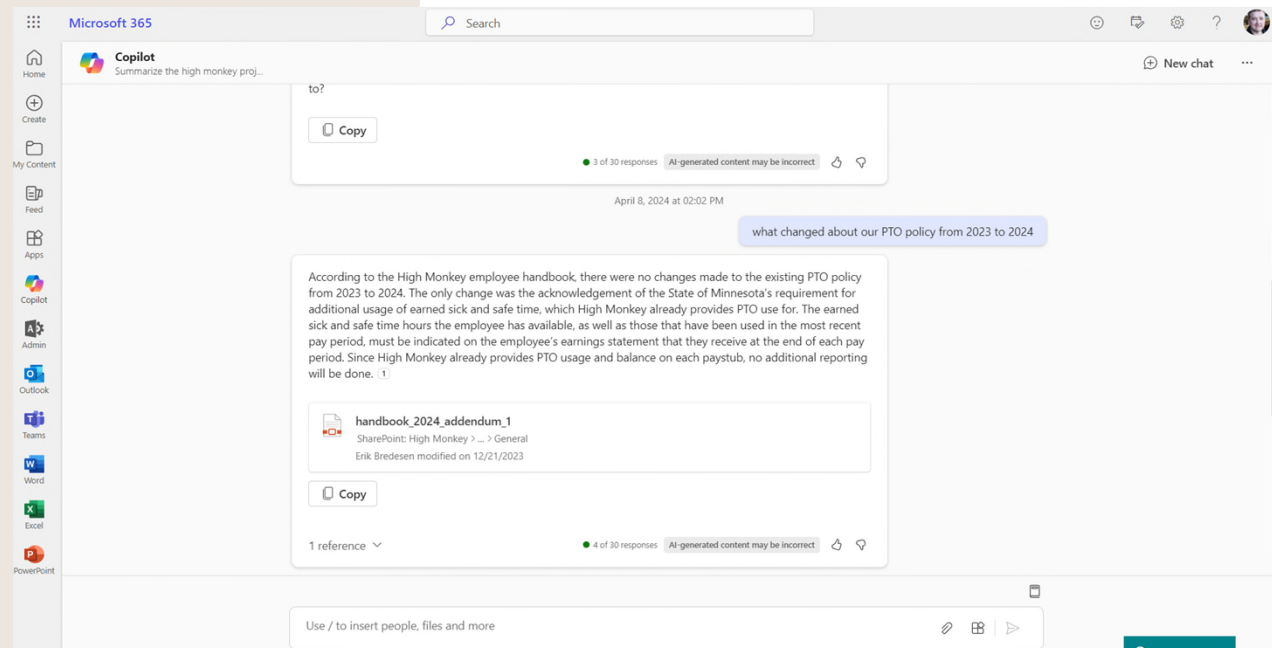 Microsoft 365
Search
?
Home
Copilot
Summarize the high monkey proj...
New chat
...
Create
My Content
Feed
Apps
Copilot
Admin
Outlook
Teams
Word
Excel
PowerPoint
to?
Copy
3 of 30 responses AI-generated content may be incorrect
April 8, 2024 at 02:02 PM
what changed about our PTO policy from 2023 to 2024
According to the High Monkey employee handbook, there were no changes made to the existing PTO policy
from 2023 to 2024. The only change was the acknowledgement of the State of Minnesota's requirement for
additional usage of earned sick and safe time, which High Monkey already provides PTO use for. The earned
sick and safe time hours the employee has available, as well as those that have been used in the most recent
pay period, must be indicated on the employee's earnings statement that they receive at the end of each pay
period. Since High Monkey already provides PTO usage and balance on each paystub, no additional reporting
will be done. 1
handbook_2024_addendum_1
SharePoint: High Monkey > ... > General
Erik Bredesen modified on 12/21/2023
Copy
1 reference
4 of 30 responses AI-generated content may be incorrect
Use / to insert people, files and more